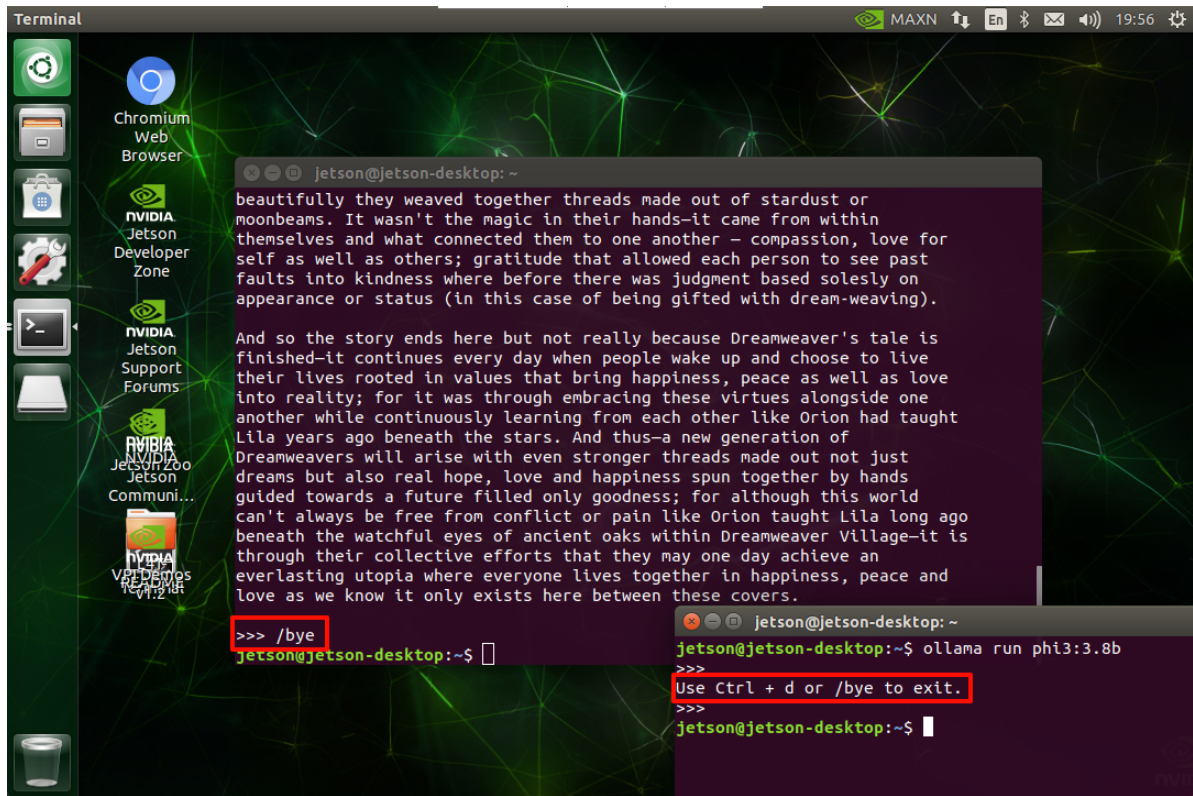 Terminal
MAXN
En
19:56
Chromium
Web
Browser
NVIDIA.
Jetson
Developer
Zone
NVIDIA.
Jetson
Support
Forums
Jetson
Communi...
jetson@jetson-desktop: ~
beautifully they weaved together threads made out of stardust or
moonbeams. It wasn't the magic in their hands—it came from within
themselves and what connected them to one another — compassion, love for
self as well as others; gratitude that allowed each person to see past
faults into kindness where before there was judgment based solesly on
appearance or status (in this case of being gifted with dream-weaving).
And so the story ends here but not really because Dreamweaver's tale is
finished—it continues every day when people wake up and choose to live
their lives rooted in values that bring happiness, peace as well as love
into reality; for it was through embracing these virtues alongside one
another while continuously learning from each other like Orion had taught
Lila years ago beneath the stars. And thus—a new generation of
Dreamweavers will arise with even stronger threads made out not just
dreams but also real hope, love and happiness spun together by hands
guided towards a future filled only goodness; for although this world
can't always be free from conflict or pain like Orion taught Lila long ago
beneath the watchful eyes of ancient oaks within Dreamweaver Village—it is
through their collective efforts that they may one day achieve an
everlasting utopia where everyone lives together in happiness, peace and
love as we know it only exists here between these covers.
>>> /bye
jetson@jetson-desktop:~$
jetson@jetson-desktop: ~
jetson@jetson-desktop:~$ ollama run phi3:3.8b
>>>
Use Ctrl + d or /bye to exit.
>>>
jetson@jetson-desktop:~$